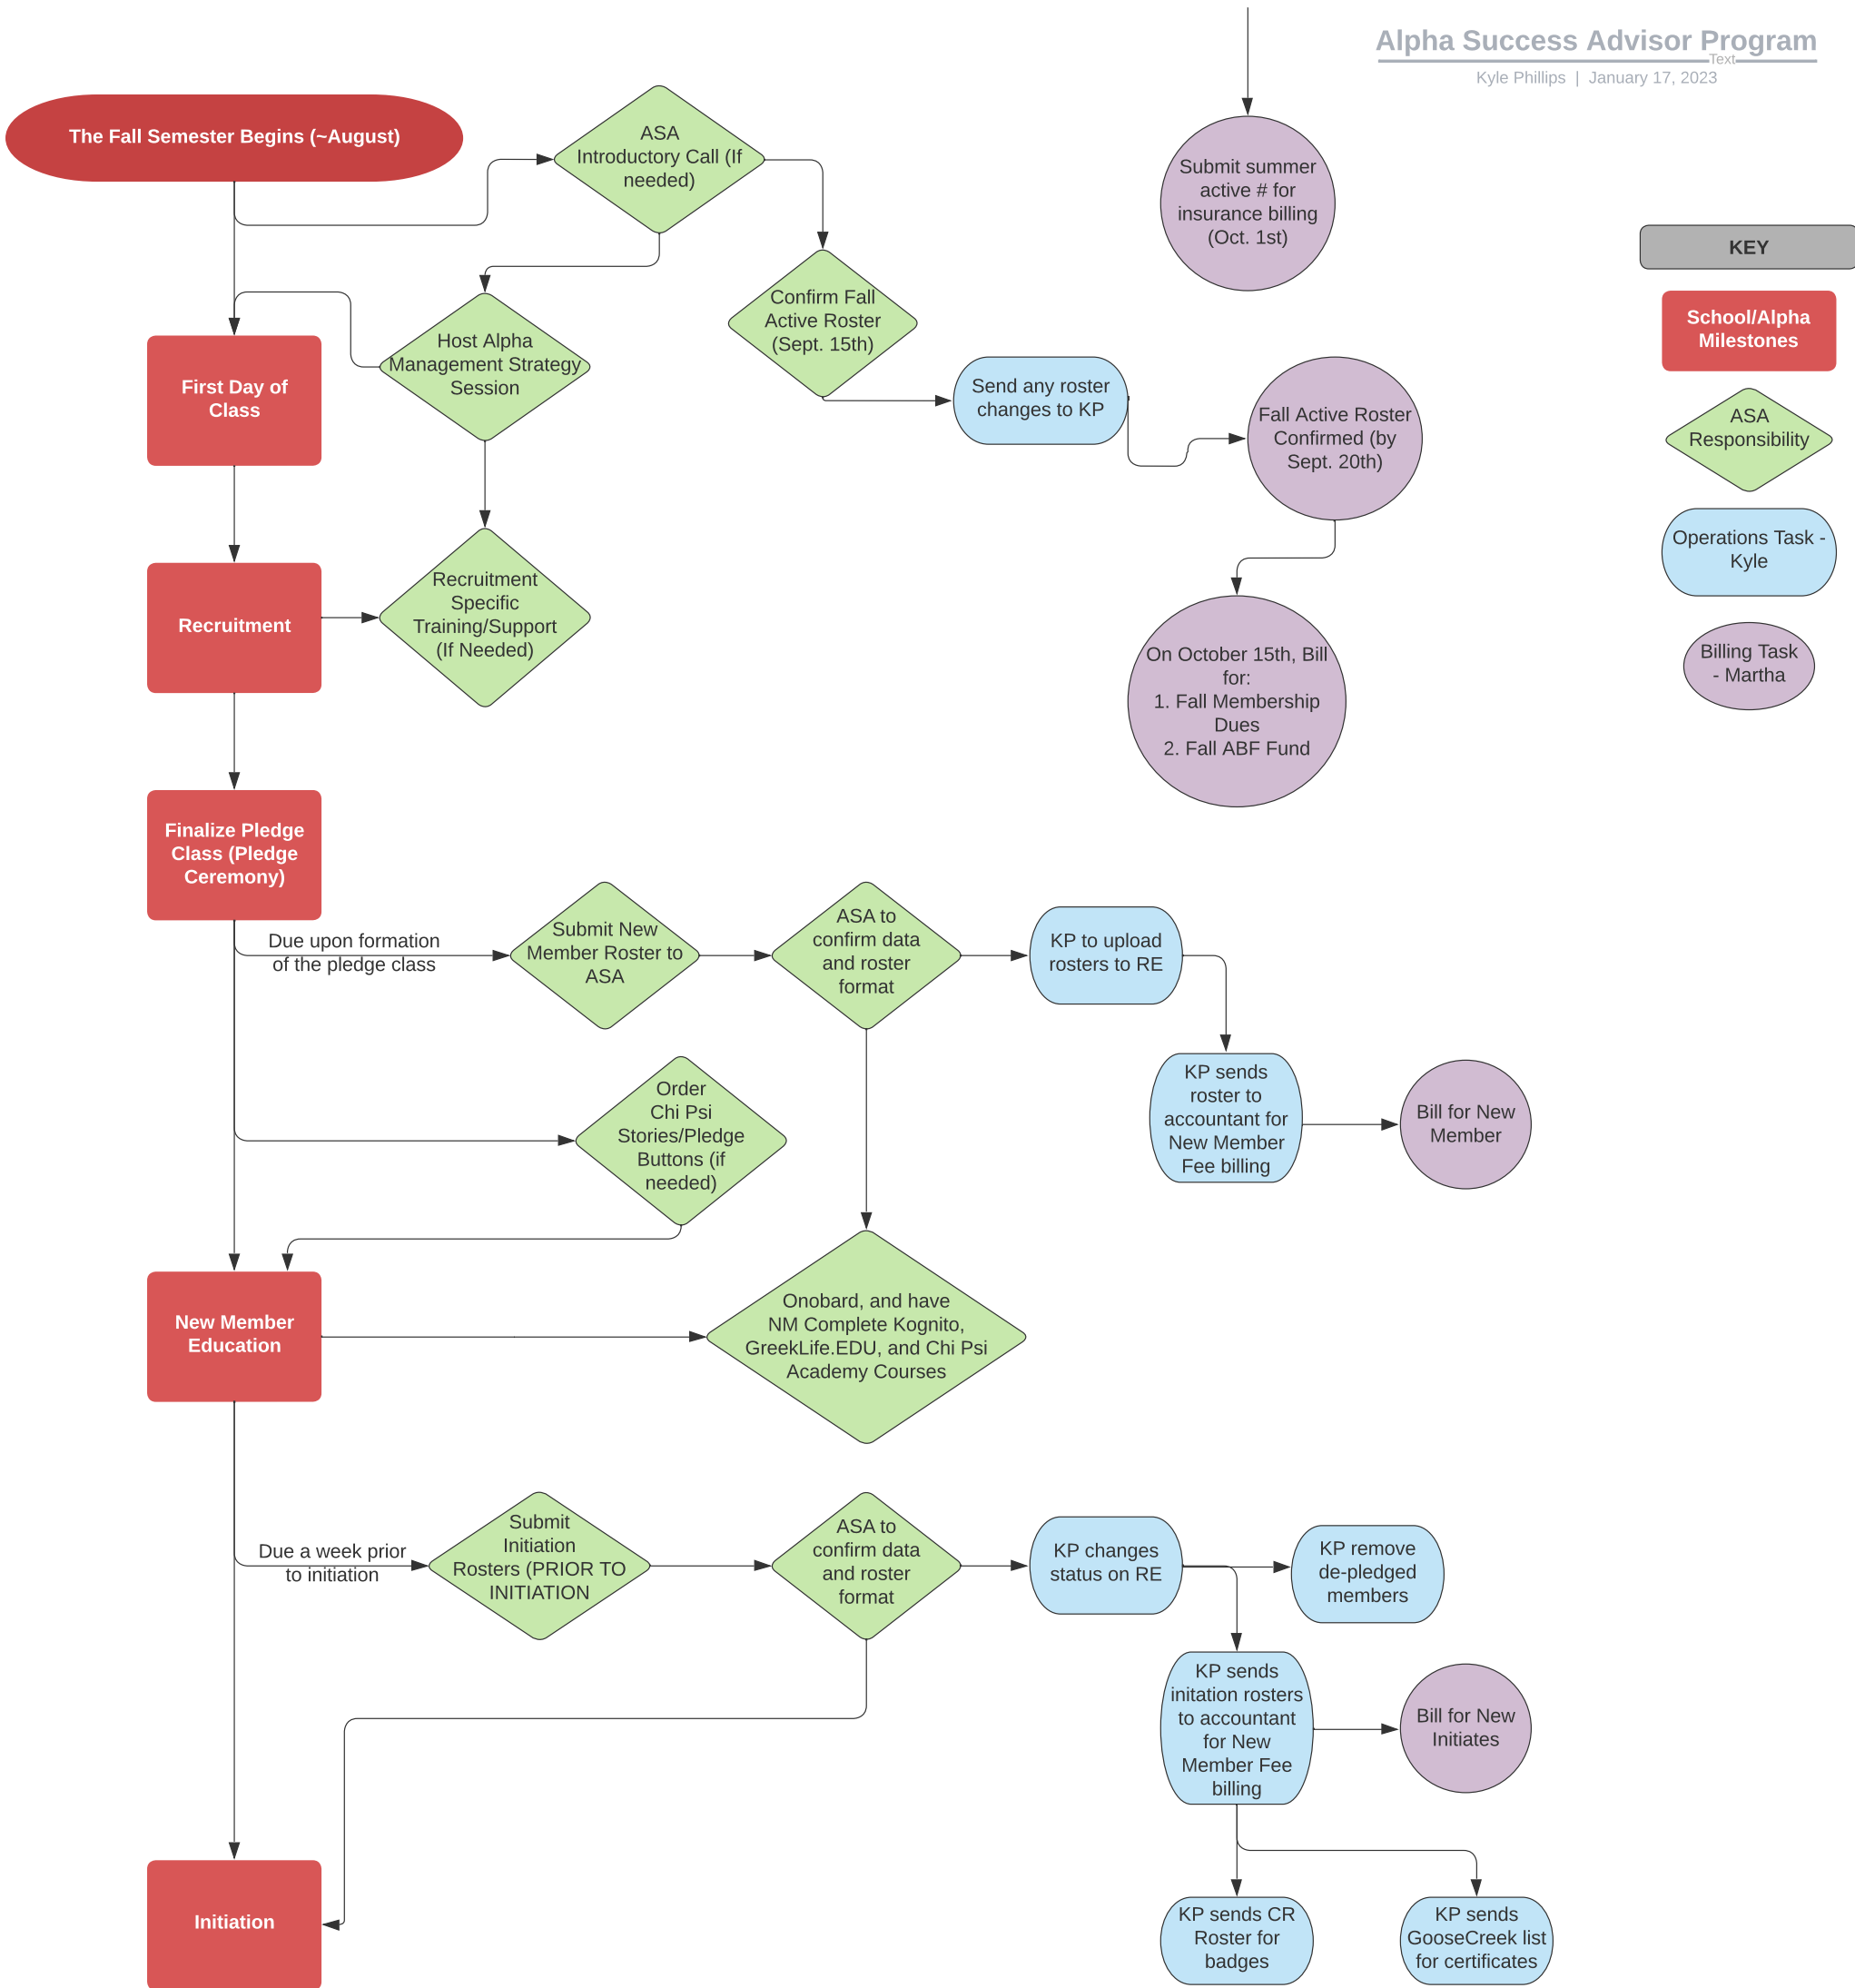 Alpha Success Advisor Program
Text
Kyle Phillips | January 17, 2023
The Fall Semester Begins (~August)
ASA
Introductory Call (If
needed)
Submit summer
active # for
insurance billing
(Oct. 1st)
KEY
School/Alpha
Milestones
ASA
Responsibility
Operations Task -
Kyle
Billing Task
- Martha
Confirm Fall
Active Roster
(Sept. 15th)
Host Alpha
Management Strategy
Session
First Day of
Class
Send any roster
changes to KP
Fall Active Roster
Confirmed (by
Sept. 20th)
Recruitment
Recruitment
Specific
Training/Support
(If Needed)
On October 15th, Bill
for:
1. Fall Membership
Dues
2. Fall ABF Fund
Finalize Pledge
Class (Pledge
Ceremony)
Due upon formation
of the pledge class
Submit New
Member Roster to
ASA
ASA to
confirm data
and roster
format
KP to upload
rosters to RE
KP sends
roster to
accountant for
New Member
Fee billing
Bill for New
Member
Order
Chi Psi
Stories/Pledge
Buttons (if
needed)
New Member
Education
Onobard, and have
NM Complete Kognito,
GreekLife.EDU, and Chi Psi
Academy Courses
Due a week prior
to initiation
Submit
Initiation
Rosters (PRIOR TO
INITIATION
ASA to
confirm data
and roster
format
KP changes
status on RE
KP remove
de-pledged
members
KP sends
initation rosters
to accountant
for New
Member Fee
billing
Bill for New
Initiates
Initiation
KP sends CR
Roster for
badges
KP sends
GooseCreek list
for certificates